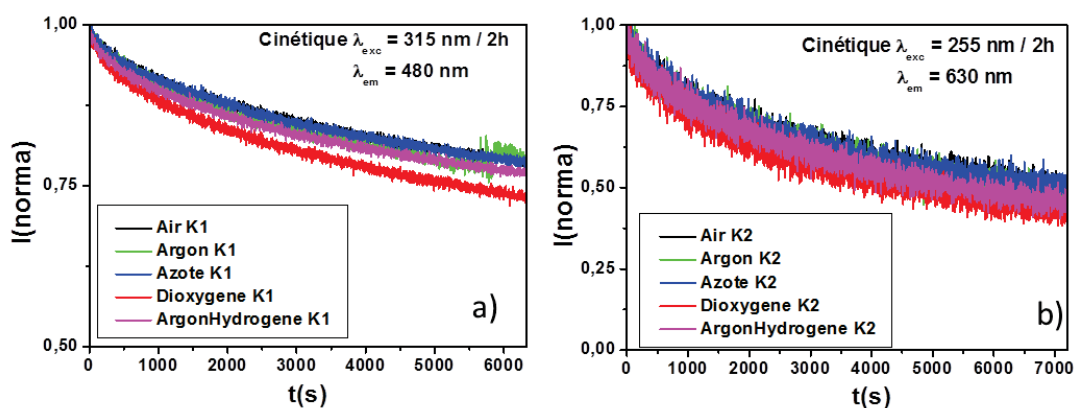 Cinétique λexc = 315 nm / 2h
λem = 480 nm
1,00
0,75
0,50
I(norma)
Air K1
Argon K1
Azote K1
Dioxygene K1
ArgonHydrogene K1
a)
0 1000 2000 3000 4000 5000 6000
t(s)
Cinétique λexc = 255 nm / 2h
λem = 630 nm
1,00
0,75
0,50
0,25
0,00
I(norma)
Air K2
Argon K2
Azote K2
Dioxygene K2
ArgonHydrogene K2
b)
0 1000 2000 3000 4000 5000 6000 7000
t(s)